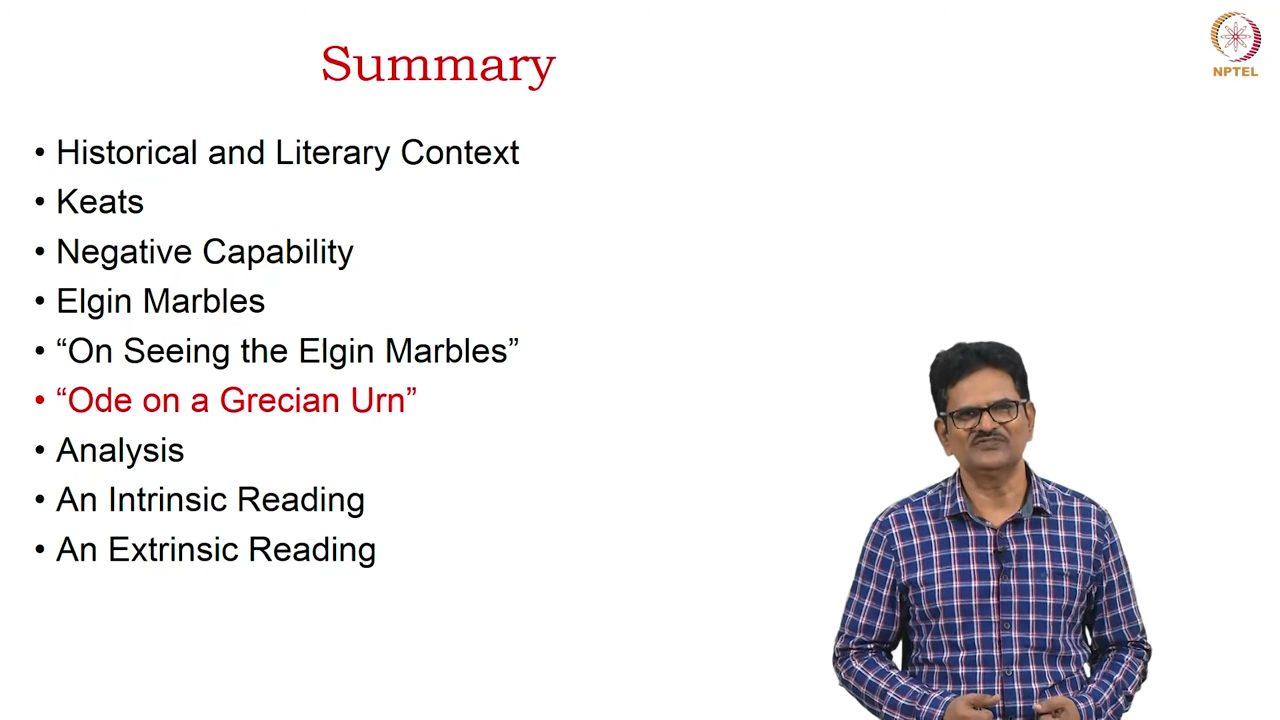 Summary
NPTEL
• Historical and Literary Context
• Keats
• Negative Capability
• Elgin Marbles
• “On Seeing the Elgin Marbles”
• “Ode on a Grecian Urn”
• Analysis
• An Intrinsic Reading
• An Extrinsic Reading